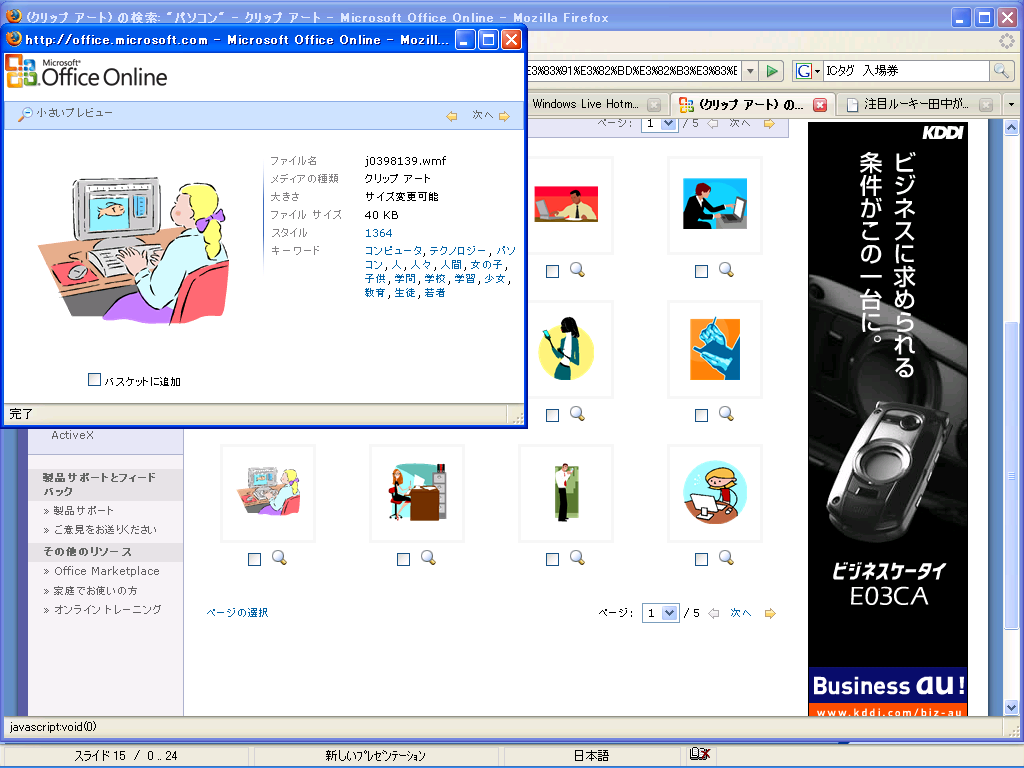 (クリップ アート) の検索: "パソコン" - クリップ アート - Microsoft Office Online - Mozilla Firefox
http://office.microsoft.com - Microsoft Office Online - Mozil...
Microsoft®
Office Online
小さいプレビュー
次へ
ファイル名 j0398139.wmf
メディアの種類 クリップ アート
大きさ サイズ変更可能
ファイル サイズ 40 KB
スタイル 1364
キーワード コンピュータ, テクノロジー, パソ
コン, 人, 人々, 人間, 女の子,
子供, 学問, 学校, 学習, 少女,
教育, 生徒, 若者
バスケットに追加
完了
E3%83%91%E3%82%BD%E3%82%B3%E3%83%E
G
ICタグ 入場券
Windows Live Hotm...
(クリップ アート) の...
注目ルーキー田中が...
ページ: 1 / 5 次へ
KDDI
ビジネスに求められる
条件がこの一台に。
ビジネスケータイ
E03CA
Business au!
www.kddi.com/biz-au
ActiveX
製品サポートとフィード
バック
» 製品サポート
» ご意見をお送りください
その他のリソース
» Office Marketplace
» 家庭でお使いの方
» オンライントレーニング
ページの選択
ページ: 1 / 5 次へ
javascript:void(0)
スライド 15 / 0 .. 24
新しいプレゼンテーション
日本語